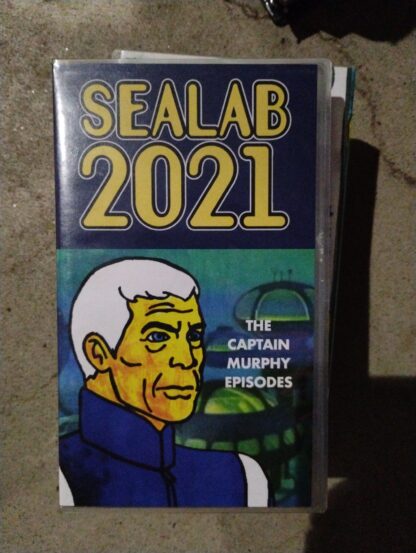 SEALAB
2021
THE
CAPTAIN
MURPHY
EPISODES